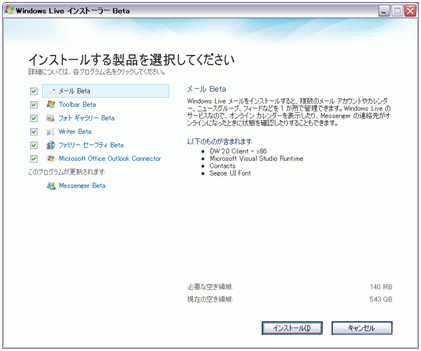 Windows Live インストーラー Beta
インストールする製品を選択してください
詳細については、各プログラム名をクリックしてください。
メール Beta
Toolbar Beta
フォト ギャラリー Beta
Writer Beta
ファミリー セーフティ Beta
Microsoft Office Outlook Connector
このプログラムが更新されます:
Messenger Beta
メール Beta
Windows Live メールをインストールすると、複数のメール アカウントやカレンダ
ー、ニュースグループ、フィードなどを 1 か所で管理できます。Windows Live の
サービスなので、オンライン カレンダーを表示したり、Messenger の連絡先がオ
ンラインになったときに状態を確認したりすることもできます。
以下のものが含まれます:
• DW 2.0 Client - x86
• Microsoft Visual Studio Runtime
• Contacts
• Segoe UI Font
必要な空き領域: 140 MB
現在の空き領域: 5.43 GB
インストール(I)
キャンセル